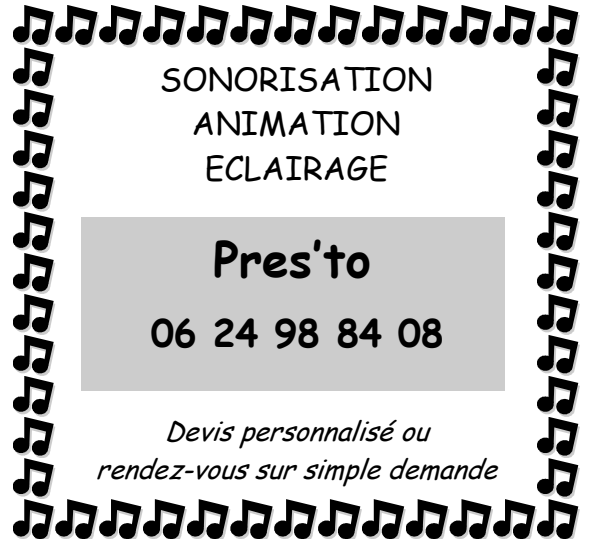 SONORISATION
ANIMATION
ECLAIRAGE
Pres'to
06 24 98 84 08
Devis personnalisé ou
rendez-vous sur simple demande